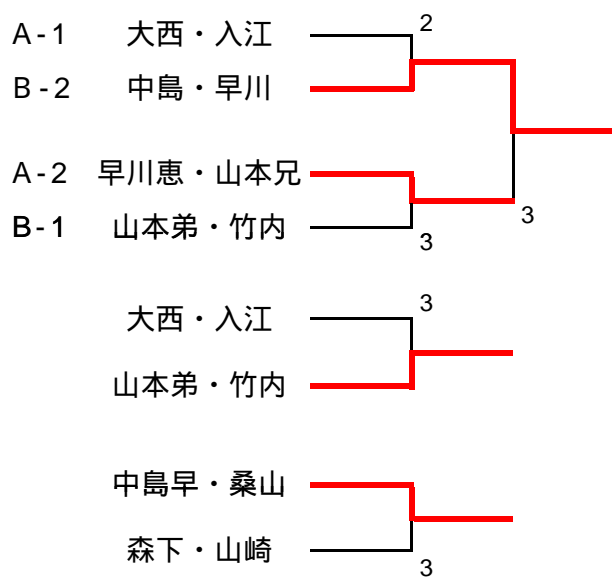 A-1 大西・入江 2
B-2 中島・早川
A-2 早川恵・山本兄
3
B-1 山本弟・竹内
3
大西・入江 3
山本弟・竹内
中島早・桑山
森下・山崎
3